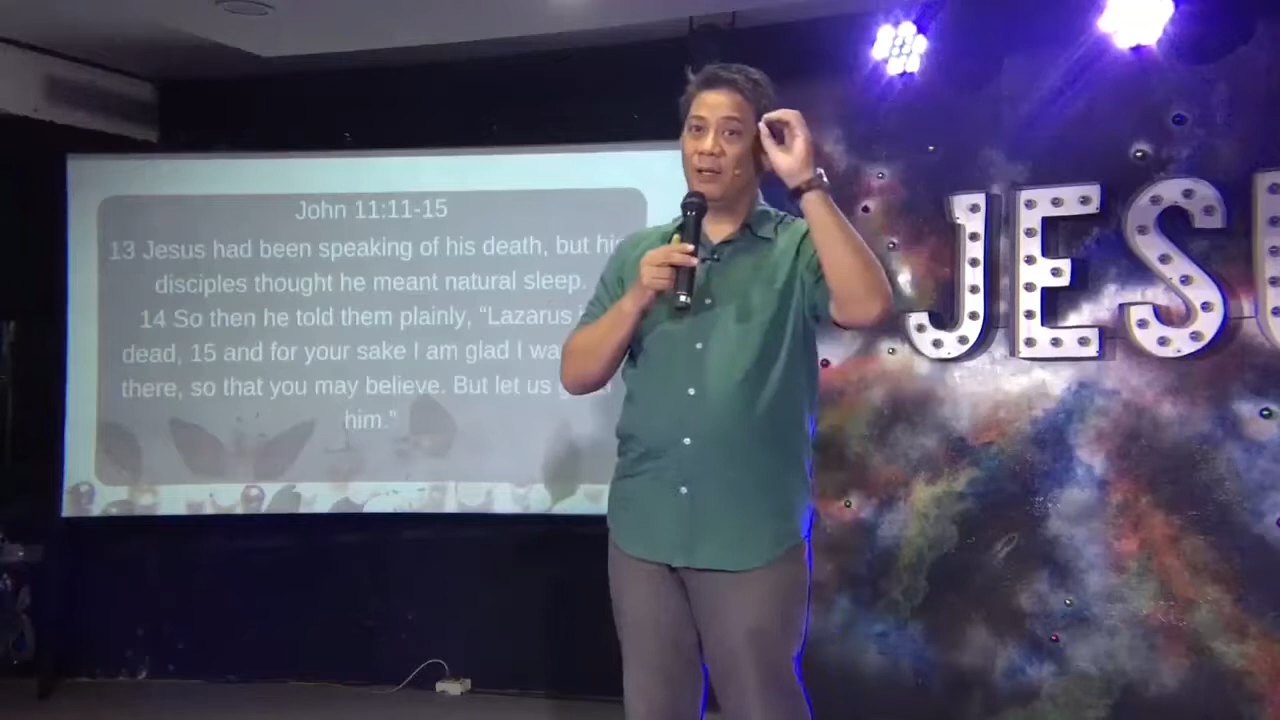 John 11:11-15
13 Jesus had been speaking of his death, but
disciples thought he meant natural sleep.
14 So then he told them plainly, “Lazarus
dead, 15 and for your sake I am glad I
there, so that you may believe. But let us
him.”
JESU